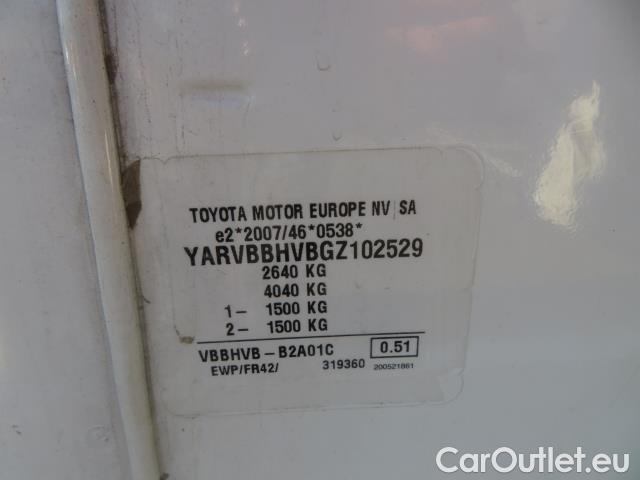 TOYOTA MOTOR EUROPE NV SA
e2*2007/46*0538*
YARVBBHVBGZ102529
2640 KG
4040 KG
1- 1500 KG
2- 1500 KG
VBBHVB-B2A01C 0.51
EWP/FR42/ 319360 200521861
CarOutlet.eu